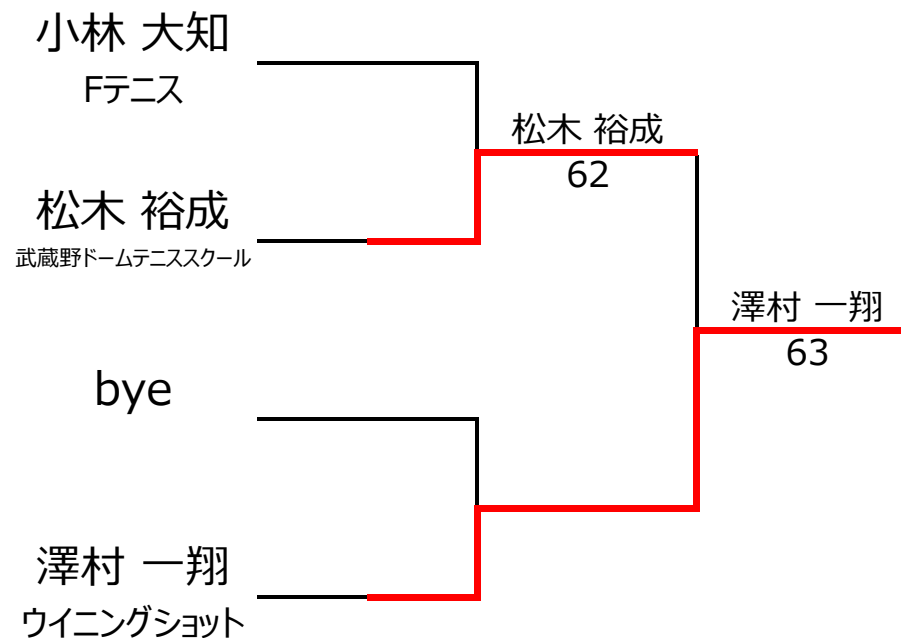 小林 大知
Fテニス
松木 裕成
62
松木 裕成
武蔵野ドームテニススクール
澤村 一翔
63
bye
澤村 一翔
ウイニングショット